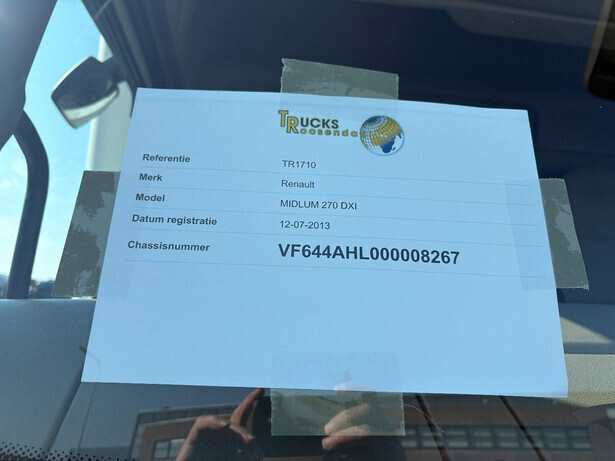 TRUCKS
Roosendaal
Referentie TR1710
Merk Renault
Model MIDLUM 270 DXI
Datum registratie 12-07-2013
Chassisnummer VF644AHL000008267